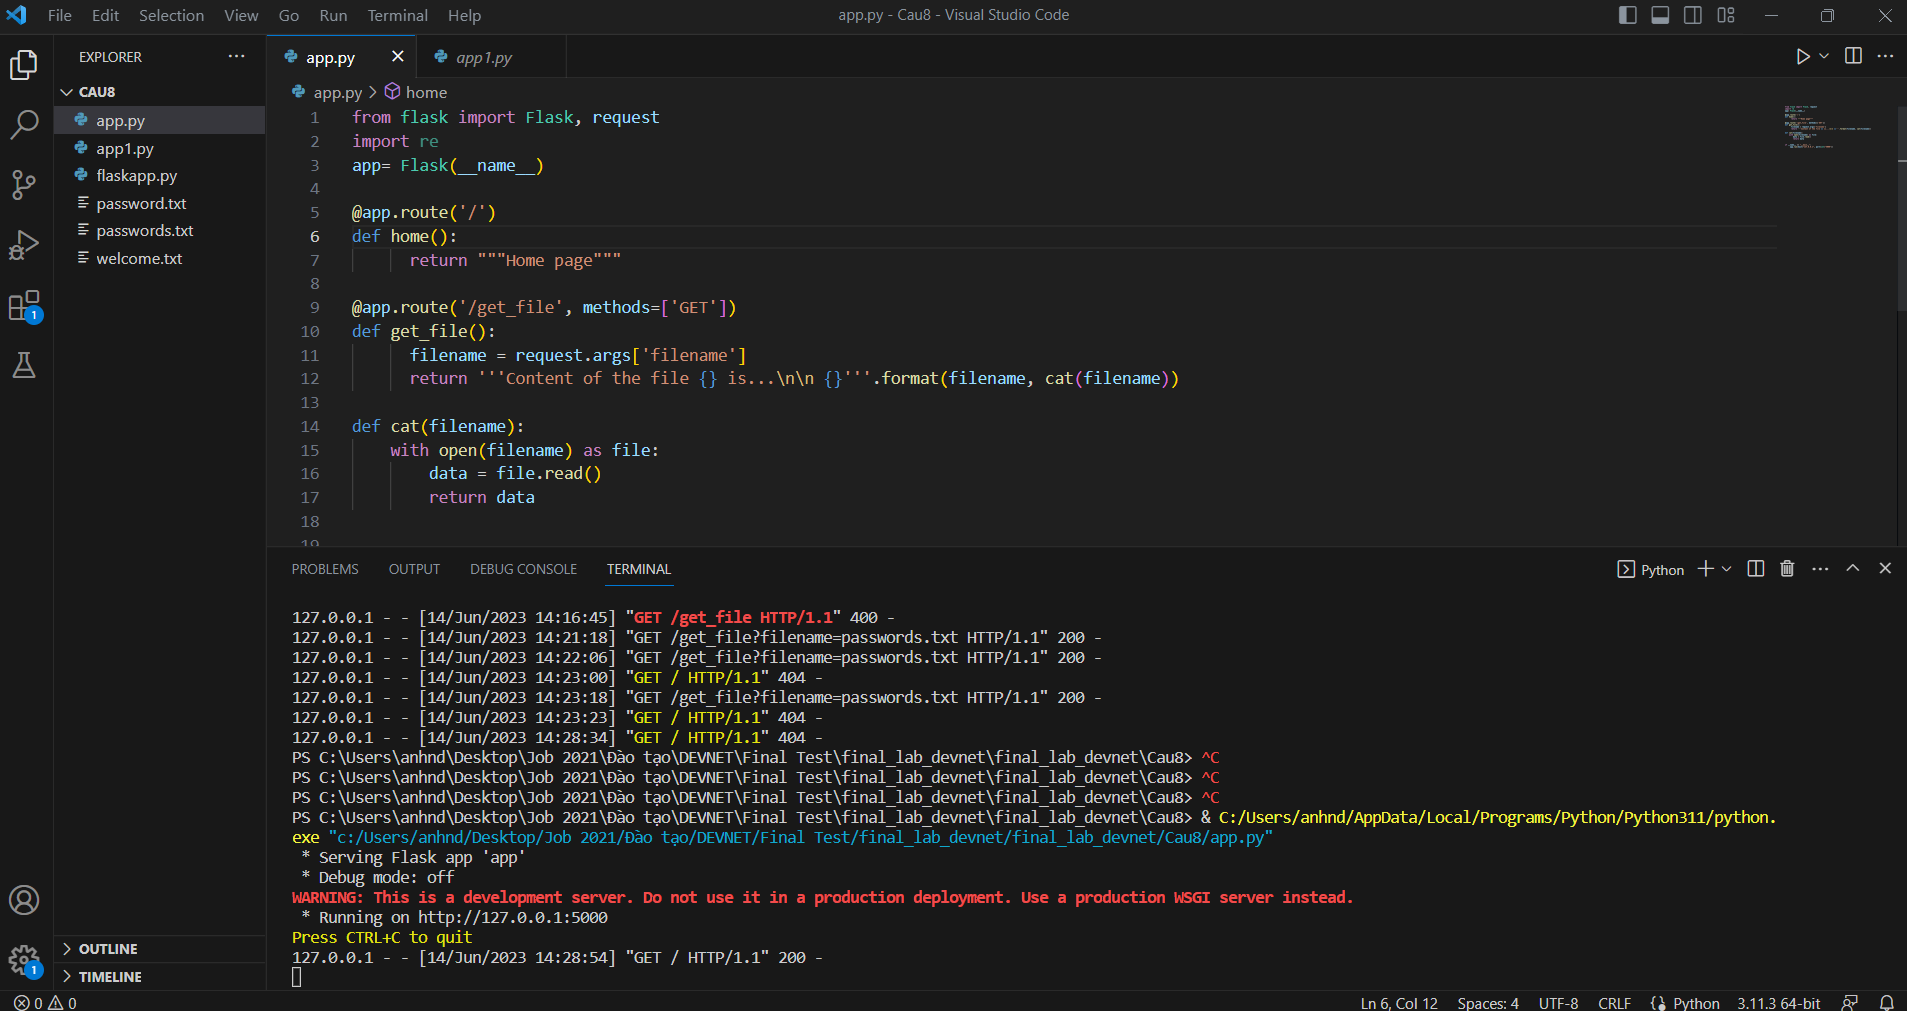 File Edit Selection View Go Run Terminal Help
app.py - Cau8 - Visual Studio Code
EXPLORER
CAU8
app.py
app1.py
flaskapp.py
password.txt
passwords.txt
welcome.txt
OUTLINE
TIMELINE
app.py app1.py
app.py > home
1 from flask import Flask, request
2 import re
3 app= Flask(__name__)
4
5 @app.route('/')
6 def home():
7 return """Home page"""
8
9 @app.route('/get_file', methods=['GET'])
10 def get_file():
11 filename = request.args['filename']
12 return '''Content of the file {} is...\n\n {}'''.format(filename, cat(filename))
13
14 def cat(filename):
15 with open(filename) as file:
16 data = file.read()
17 return data
18
19
PROBLEMS OUTPUT DEBUG CONSOLE TERMINAL
Python
127.0.0.1 - - [14/Jun/2023 14:16:45] "GET /get_file HTTP/1.1" 400 -
127.0.0.1 - - [14/Jun/2023 14:21:18] "GET /get_file?filename=passwords.txt HTTP/1.1" 200 -
127.0.0.1 - - [14/Jun/2023 14:22:06] "GET /get_file?filename=passwords.txt HTTP/1.1" 200 -
127.0.0.1 - - [14/Jun/2023 14:23:00] "GET / HTTP/1.1" 404 -
127.0.0.1 - - [14/Jun/2023 14:23:18] "GET /get_file?filename=passwords.txt HTTP/1.1" 200 -
127.0.0.1 - - [14/Jun/2023 14:23:23] "GET / HTTP/1.1" 404 -
127.0.0.1 - - [14/Jun/2023 14:28:34] "GET / HTTP/1.1" 404 -
PS C:\Users\anhnd\Desktop\Job 2021\Đào tạo\DEVNET\Final Test\final_lab_devnet\final_lab_devnet\Cau8> ^C
PS C:\Users\anhnd\Desktop\Job 2021\Đào tạo\DEVNET\Final Test\final_lab_devnet\final_lab_devnet\Cau8> ^C
PS C:\Users\anhnd\Desktop\Job 2021\Đào tạo\DEVNET\Final Test\final_lab_devnet\final_lab_devnet\Cau8> ^C
PS C:\Users\anhnd\Desktop\Job 2021\Đào tạo\DEVNET\Final Test\final_lab_devnet\final_lab_devnet\Cau8> & C:/Users/anhnd/AppData/Local/Programs/Python/Python311/python.
exe "c:/Users/anhnd/Desktop/Job 2021/Đào tạo/DEVNET/Final Test/final_lab_devnet/final_lab_devnet/Cau8/app.py"
* Serving Flask app 'app'
* Debug mode: off
WARNING: This is a development server. Do not use it in a production deployment. Use a production WSGI server instead.
* Running on http://127.0.0.1:5000
Press CTRL+C to quit
127.0.0.1 - - [14/Jun/2023 14:28:54] "GET / HTTP/1.1" 200 -
1
1
0 0
Ln 6, Col 12 Spaces: 4 UTF-8 CRLF Python 3.11.3 64-bit